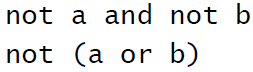 not a and not b
not (a or b)